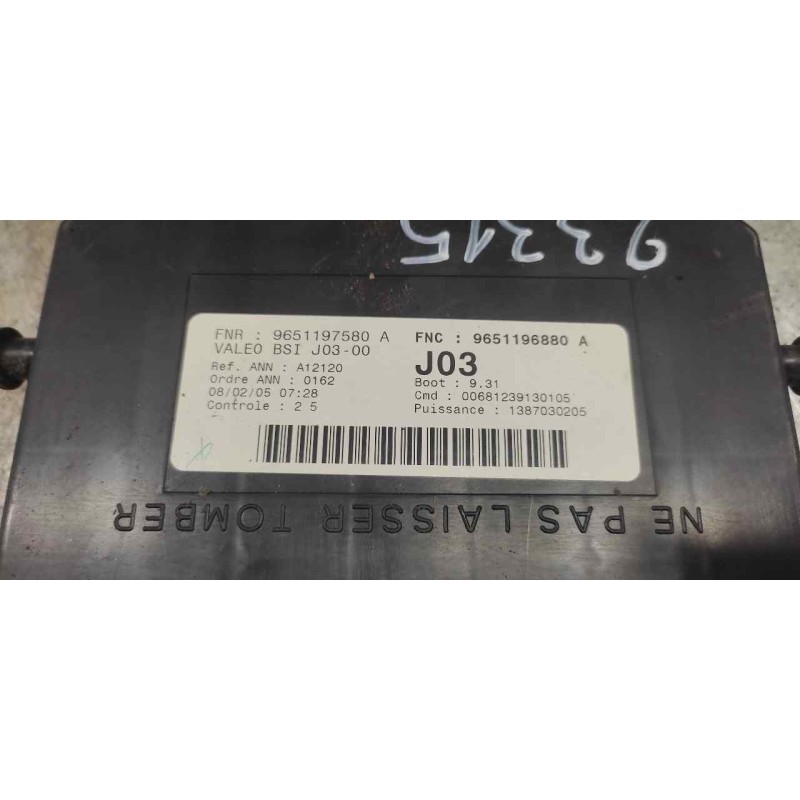 93315
FNR : 9651197580 A
VALEO BSI J03-00
Ref. ANN : A12120
Ordre ANN : 0162
08/02/05 07:28
Controle : 2 5
FNC : 9651196880 A
J03
Boot : 9.31
Cmd : 00681239130105
Puissance : 1387030205
NE PAS LAISSER TOMBER